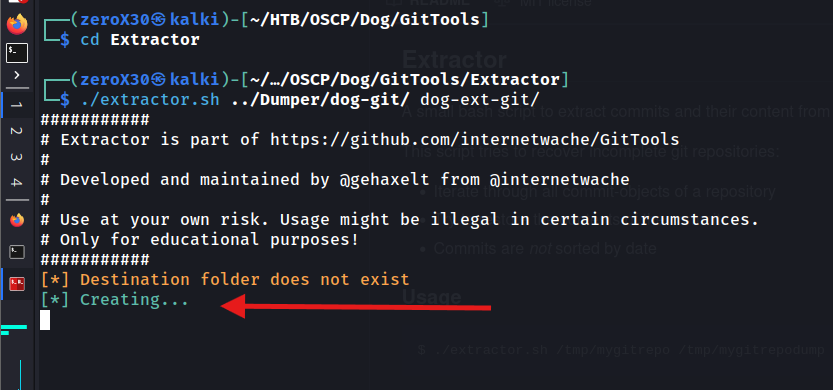 ┌──(zeroX30㉿kalki)-[~/HTB/OSCP/Dog/GitTools]
└─$ cd Extractor
┌──(zeroX30㉿kalki)-[~/…/OSCP/Dog/GitTools/Extractor]
└─$ ./extractor.sh ../Dumper/dog-git/ dog-ext-git/
###########
# Extractor is part of https://github.com/internetwache/GitTools
#
# Developed and maintained by @gehaxelt from @internetwache
#
# Use at your own risk. Usage might be illegal in certain circumstances.
# Only for educational purposes!
###########
[*] Destination folder does not exist
[*] Creating...
1
2
3
4
MIT license
Extractor
A small bash script to extract commits and their content from
This script tries to recover incomplete git repositories:
Iterate through all commit-objects of a repository
Commits are not sorted by date
Usage
$ ./extractor.sh /tmp/mygitrepo /tmp/mygitrepodump